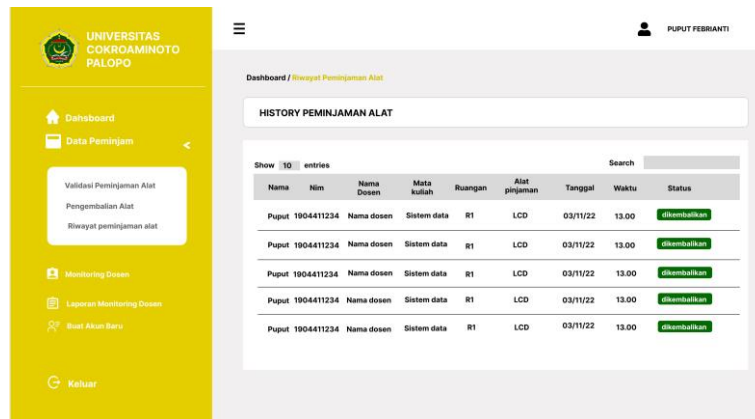 UNIVERSITAS
COKROAMINOTO
PALOPO
Dahsboard
Data Peminjam
Validasi Peminjaman Alat
Pengembalian Alat
Riwayat peminjaman alat
Monitoring Dosen
Laporan Monitoring Dosen
Buat Akun Baru
Keluar
PUPUT FEBRIANTI
Dashboard / Riwayat Peminjaman Alat
HISTORY PEMINJAMAN ALAT
Show 10 entries Search
Nama Nim Nama Dosen Mata kuliah Ruangan Alat pinjaman Tanggal Waktu Status
Puput 1904411234 Nama dosen Sistem data R1 LCD 03/11/22 13.00 dikembalikan
Puput 1904411234 Nama dosen Sistem data R1 LCD 03/11/22 13.00 dikembalikan
Puput 1904411234 Nama dosen Sistem data R1 LCD 03/11/22 13.00 dikembalikan
Puput 1904411234 Nama dosen Sistem data R1 LCD 03/11/22 13.00 dikembalikan
Puput 1904411234 Nama dosen Sistem data R1 LCD 03/11/22 13.00 dikembalikan